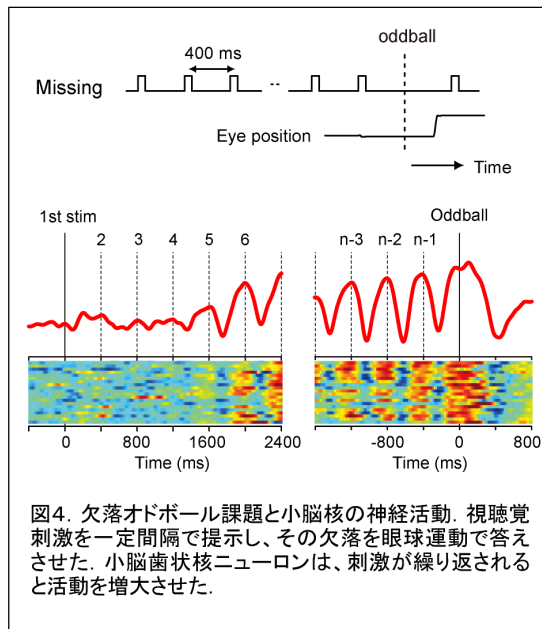 oddball
400 ms
Missing
--
Eye position
Time
1st stim
Oddball
2 3 4 5 6
n-3 n-2 n-1
0 800 1600 2400
-800 0 800
Time (ms)
Time (ms)
図4. 欠落オドボール課題と小脳核の神経活動. 視聴覚
刺激を一定間隔で提示し、その欠落を眼球運動で答え
させた. 小脳歯状核ニューロンは、刺激が繰り返される
と活動を増大させた.